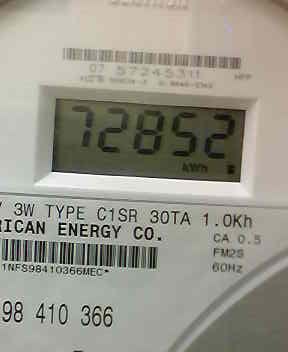 07 57245311
72852
kWh
3W TYPE C1SR 30TA 1.0Kh
RICAN ENERGY CO.
CA 0.5
FM2S
60Hz
1NFS98410366MEC*
98 410 366